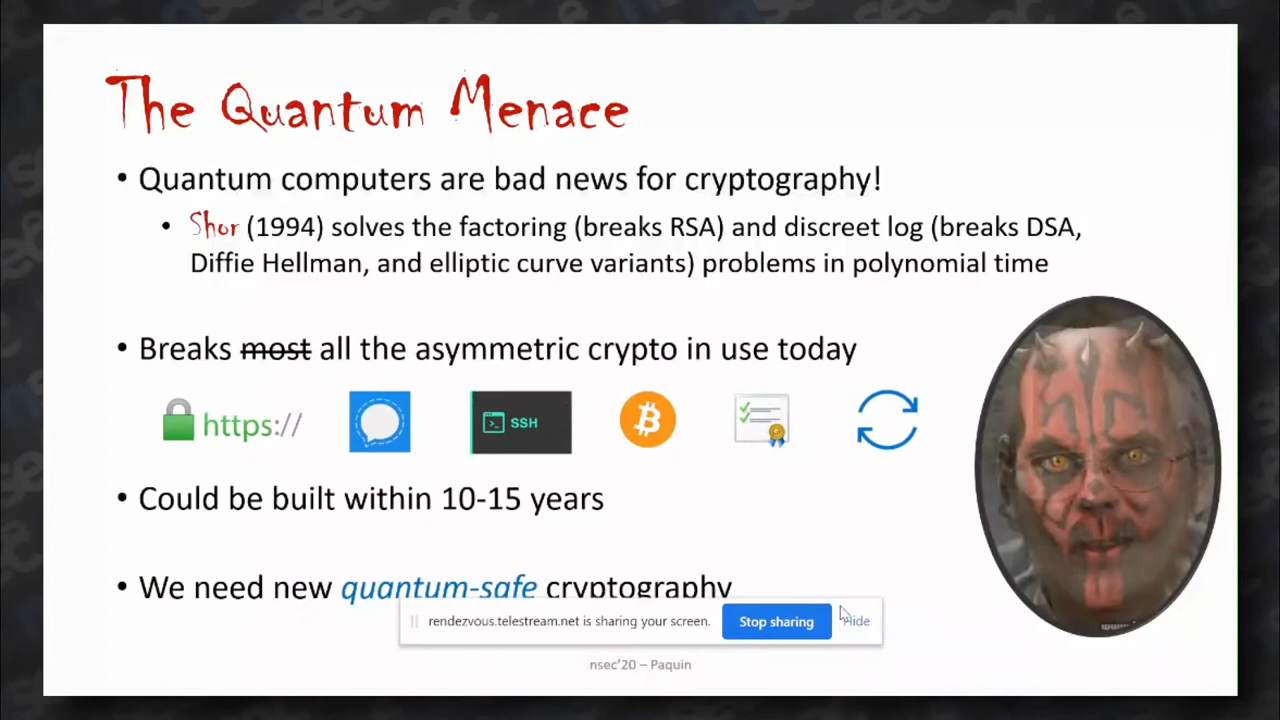 The Quantum Menace
• Quantum computers are bad news for cryptography!
• Shor (1994) solves the factoring (breaks RSA) and discreet log (breaks DSA,
Diffie Hellman, and elliptic curve variants) problems in polynomial time
• Breaks most all the asymmetric crypto in use today
https://
>_ SSH
• Could be built within 10-15 years
• We need new quantum-safe cryptography
rendezvous.telestream.net is sharing your screen. Stop sharing Hide
nsec'20 – Paquin